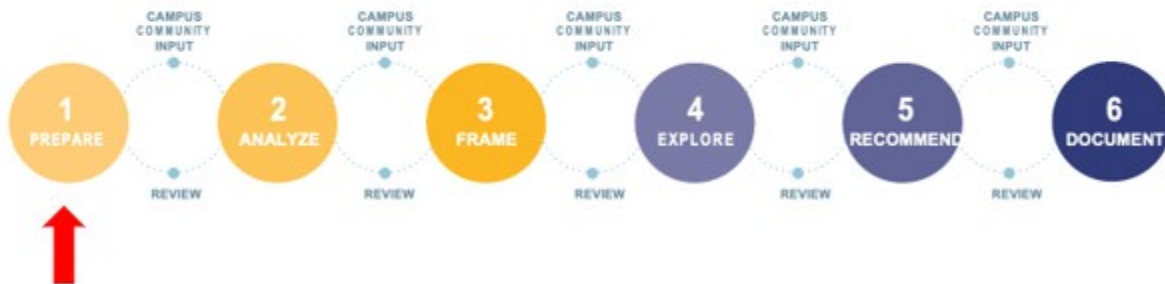 CAMPUS
COMMUNITY
INPUT
CAMPUS
COMMUNITY
INPUT
CAMPUS
COMMUNITY
INPUT
CAMPUS
COMMUNITY
INPUT
CAMPUS
COMMUNITY
INPUT
1
PREPARE
2
ANALYZE
3
FRAME
4
EXPLORE
5
RECOMMEND
6
DOCUMENT
REVIEW
REVIEW
REVIEW
REVIEW
REVIEW